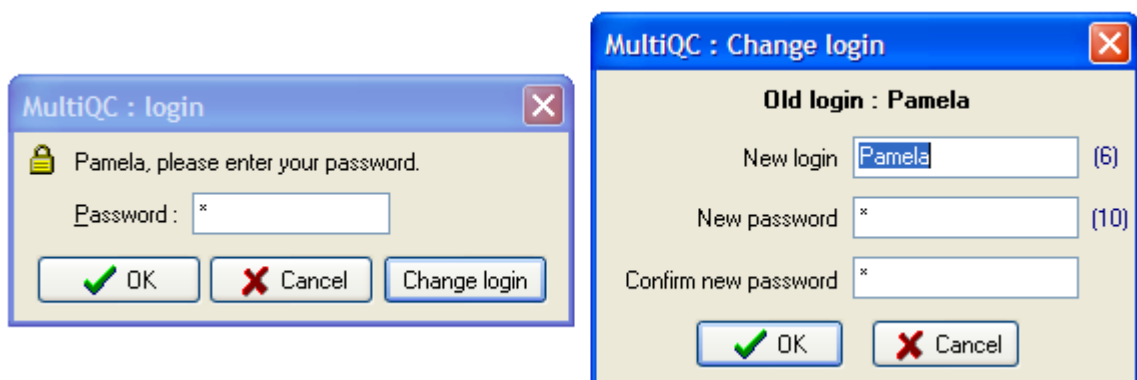 MultiQC : login
Pamela, please enter your password.
Password : *
OK Cancel Change login
MultiQC : Change login
Old login : Pamela
New login Pamela (6)
New password * (10)
Confirm new password *
OK Cancel